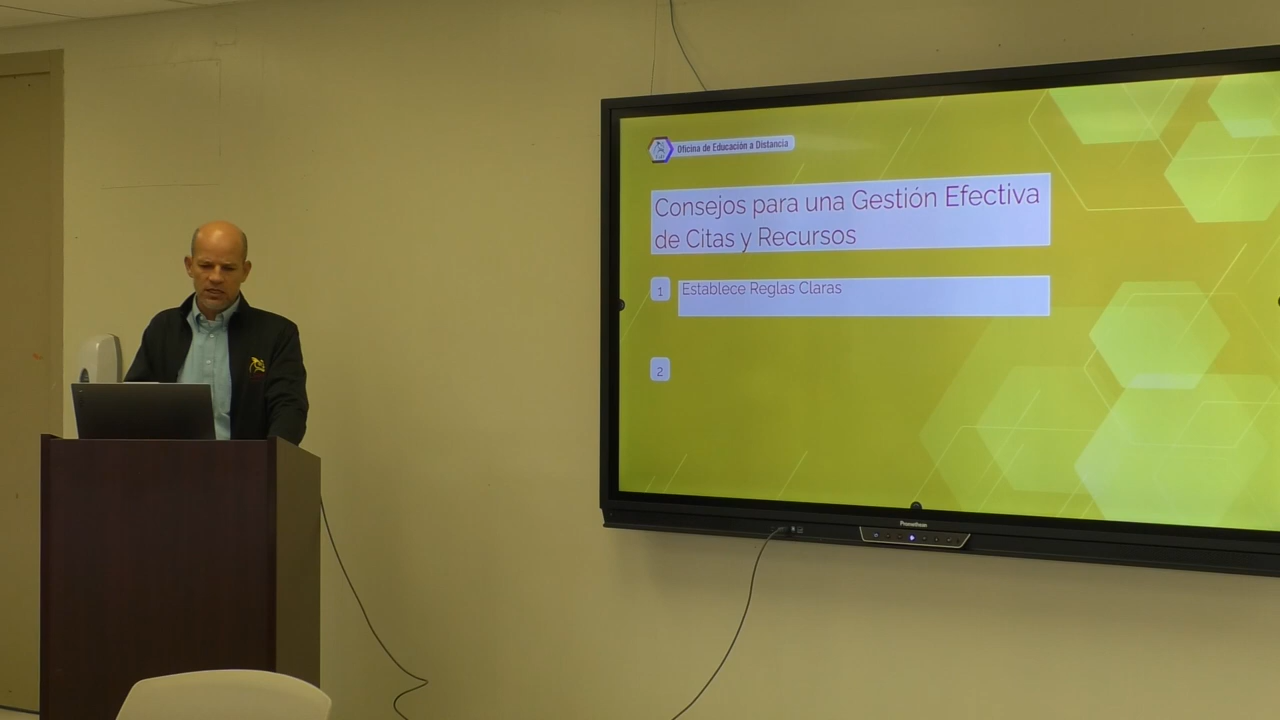 Oficina de Educación a Distancia
Consejos para una Gestión Efectiva
de Citas y Recursos
1
Establece Reglas Claras
2
Promethean